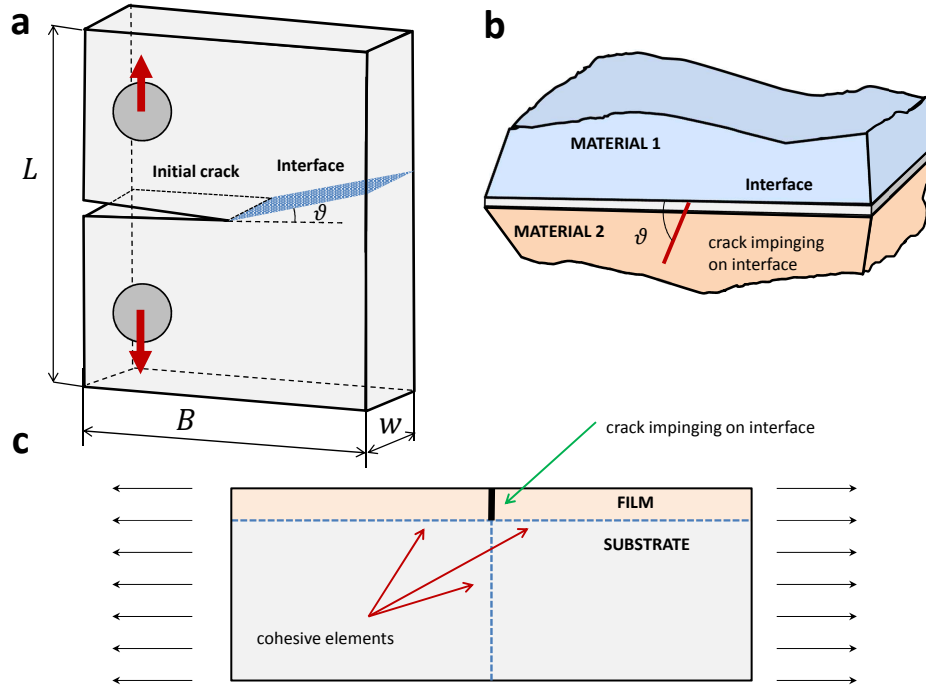 a
L
Initial crack
Interface
ϑ
B
w
b
MATERIAL 1
Interface
MATERIAL 2
ϑ
crack impinging
on interface
c
crack impinging on interface
FILM
SUBSTRATE
cohesive elements